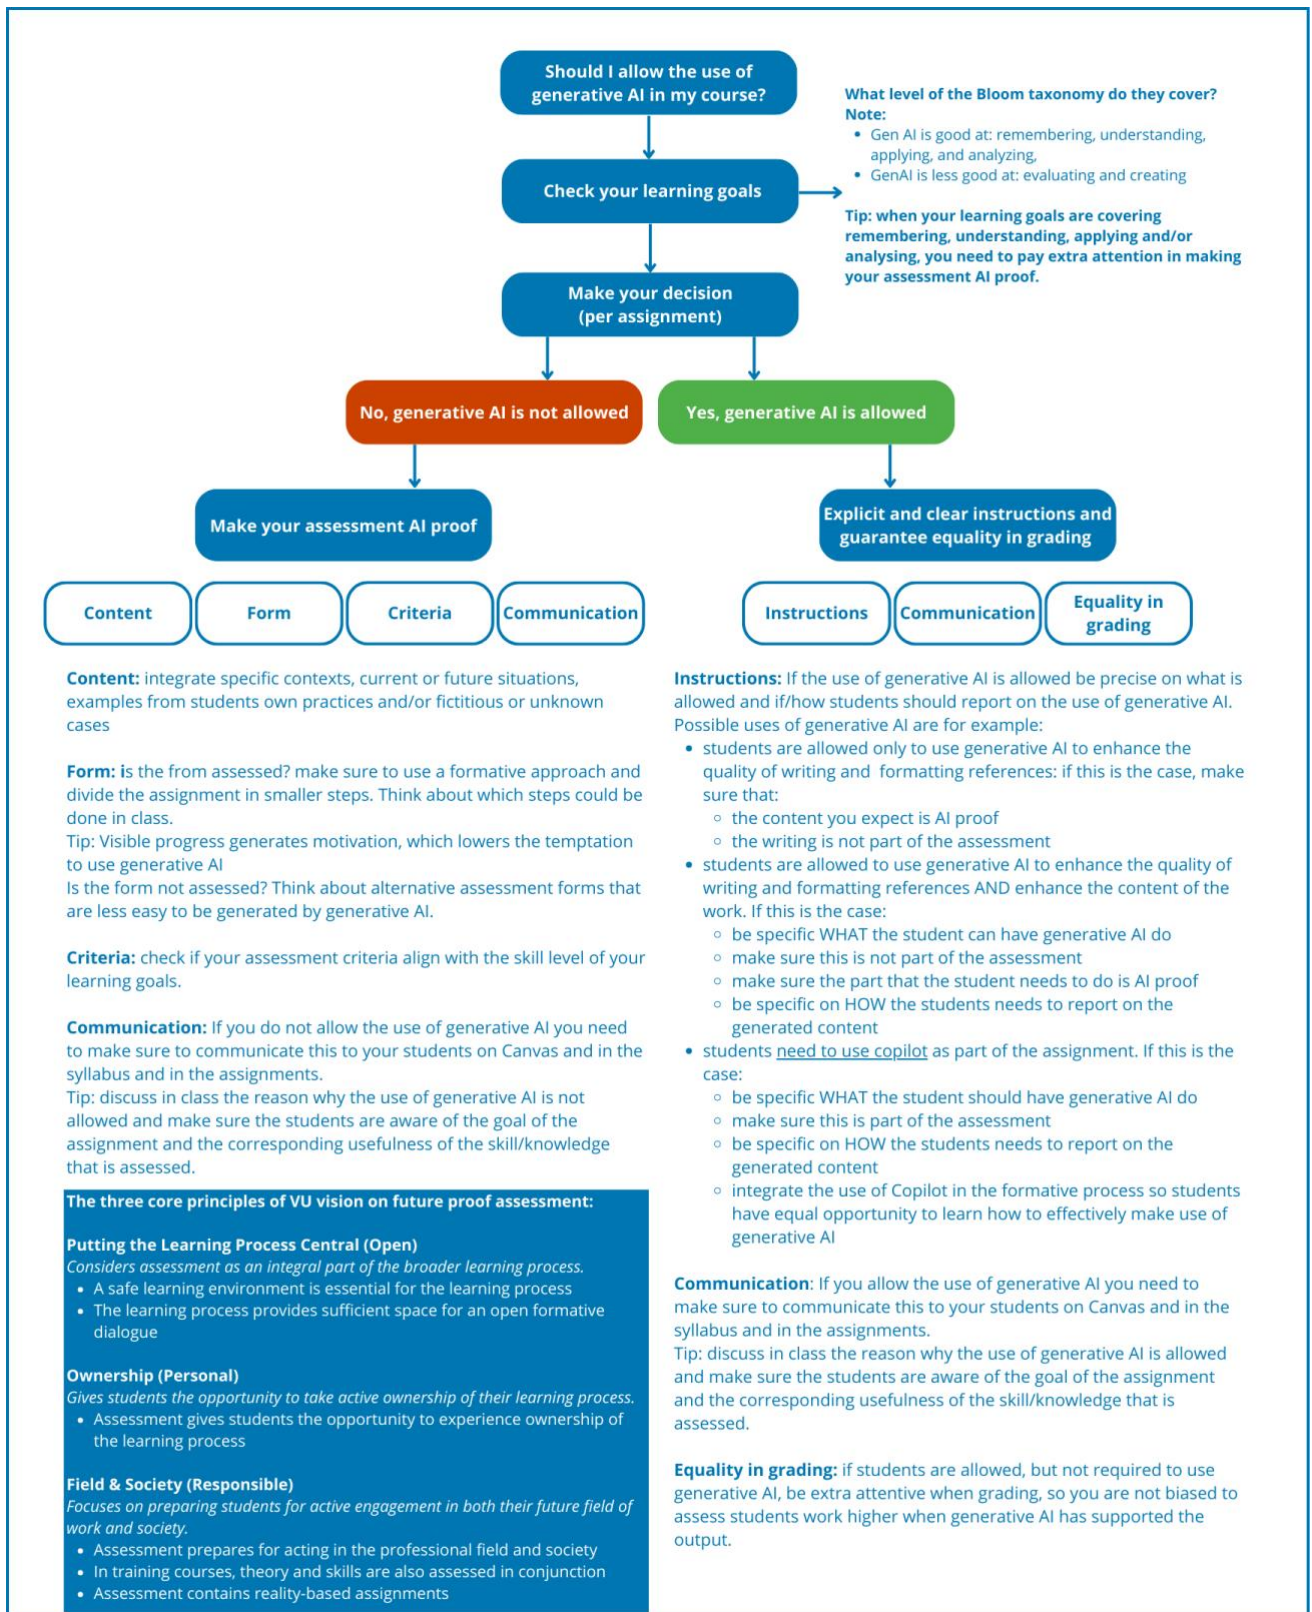 Should I allow the use of
generative AI in my course?
What level of the Bloom taxonomy do they cover?
Note:
• Gen AI is good at: remembering, understanding,
applying, and analyzing,
• GenAI is less good at: evaluating and creating
Check your learning goals
Tip: when your learning goals are covering
remembering, understanding, applying and/or
analysing, you need to pay extra attention in making
your assessment AI proof.
Make your decision
(per assignment)
No, generative AI is not allowed
Yes, generative AI is allowed
Make your assessment AI proof
Explicit and clear instructions and
guarantee equality in grading
Content
Form
Criteria
Communication
Instructions
Communication
Equality in
grading
Content: integrate specific contexts, current or future situations,
examples from students own practices and/or fictitious or unknown
cases
Form: is the from assessed? make sure to use a formative approach and
divide the assignment in smaller steps. Think about which steps could be
done in class.
Tip: Visible progress generates motivation, which lowers the temptation
to use generative AI
Is the form not assessed? Think about alternative assessment forms that
are less easy to be generated by generative AI.
Criteria: check if your assessment criteria align with the skill level of your
learning goals.
Communication: If you do not allow the use of generative AI you need
to make sure to communicate this to your students on Canvas and in the
syllabus and in the assignments.
Tip: discuss in class the reason why the use of generative AI is not
allowed and make sure the students are aware of the goal of the
assignment and the corresponding usefulness of the skill/knowledge
that is assessed.
The three core principles of VU vision on future proof assessment:
Putting the Learning Process Central (Open)
Considers assessment as an integral part of the broader learning process.
• A safe learning environment is essential for the learning process
• The learning process provides sufficient space for an open formative
dialogue
Ownership (Personal)
Gives students the opportunity to take active ownership of their learning process.
• Assessment gives students the opportunity to experience ownership of
the learning process
Field & Society (Responsible)
Focuses on preparing students for active engagement in both their future field of
work and society.
• Assessment prepares for acting in the professional field and society
• In training courses, theory and skills are also assessed in conjunction
• Assessment contains reality-based assignments
Instructions: If the use of generative AI is allowed be precise on what is
allowed and if/how students should report on the use of generative AI.
Possible uses of generative AI are for example:
• students are allowed only to use generative AI to enhance the
quality of writing and formatting references: if this is the case, make
sure that:
◦ the content you expect is AI proof
◦ the writing is not part of the assessment
• students are allowed to use generative AI to enhance the quality of
writing and formatting references AND enhance the content of the
work. If this is the case:
◦ be specific WHAT the student can have generative AI do
◦ make sure this is not part of the assessment
◦ make sure the part that the student needs to do is AI proof
◦ be specific on HOW the students needs to report on the
generated content
• students need to use copilot as part of the assignment. If this is the
case:
◦ be specific WHAT the student should have generative AI do
◦ make sure this is part of the assessment
◦ be specific on HOW the students needs to report on the
generated content
◦ integrate the use of Copilot in the formative process so students
have equal opportunity to learn how to effectively make use of
generative AI
Communication: If you allow the use of generative AI you need to
make sure to communicate this to your students on Canvas and in the
syllabus and in the assignments.
Tip: discuss in class the reason why the use of generative AI is allowed
and make sure the students are aware of the goal of the assignment
and the corresponding usefulness of the skill/knowledge that is
assessed.
Equality in grading: if students are allowed, but not required to use
generative AI, be extra attentive when grading, so you are not biased to
assess students work higher when generative AI has supported the
output.